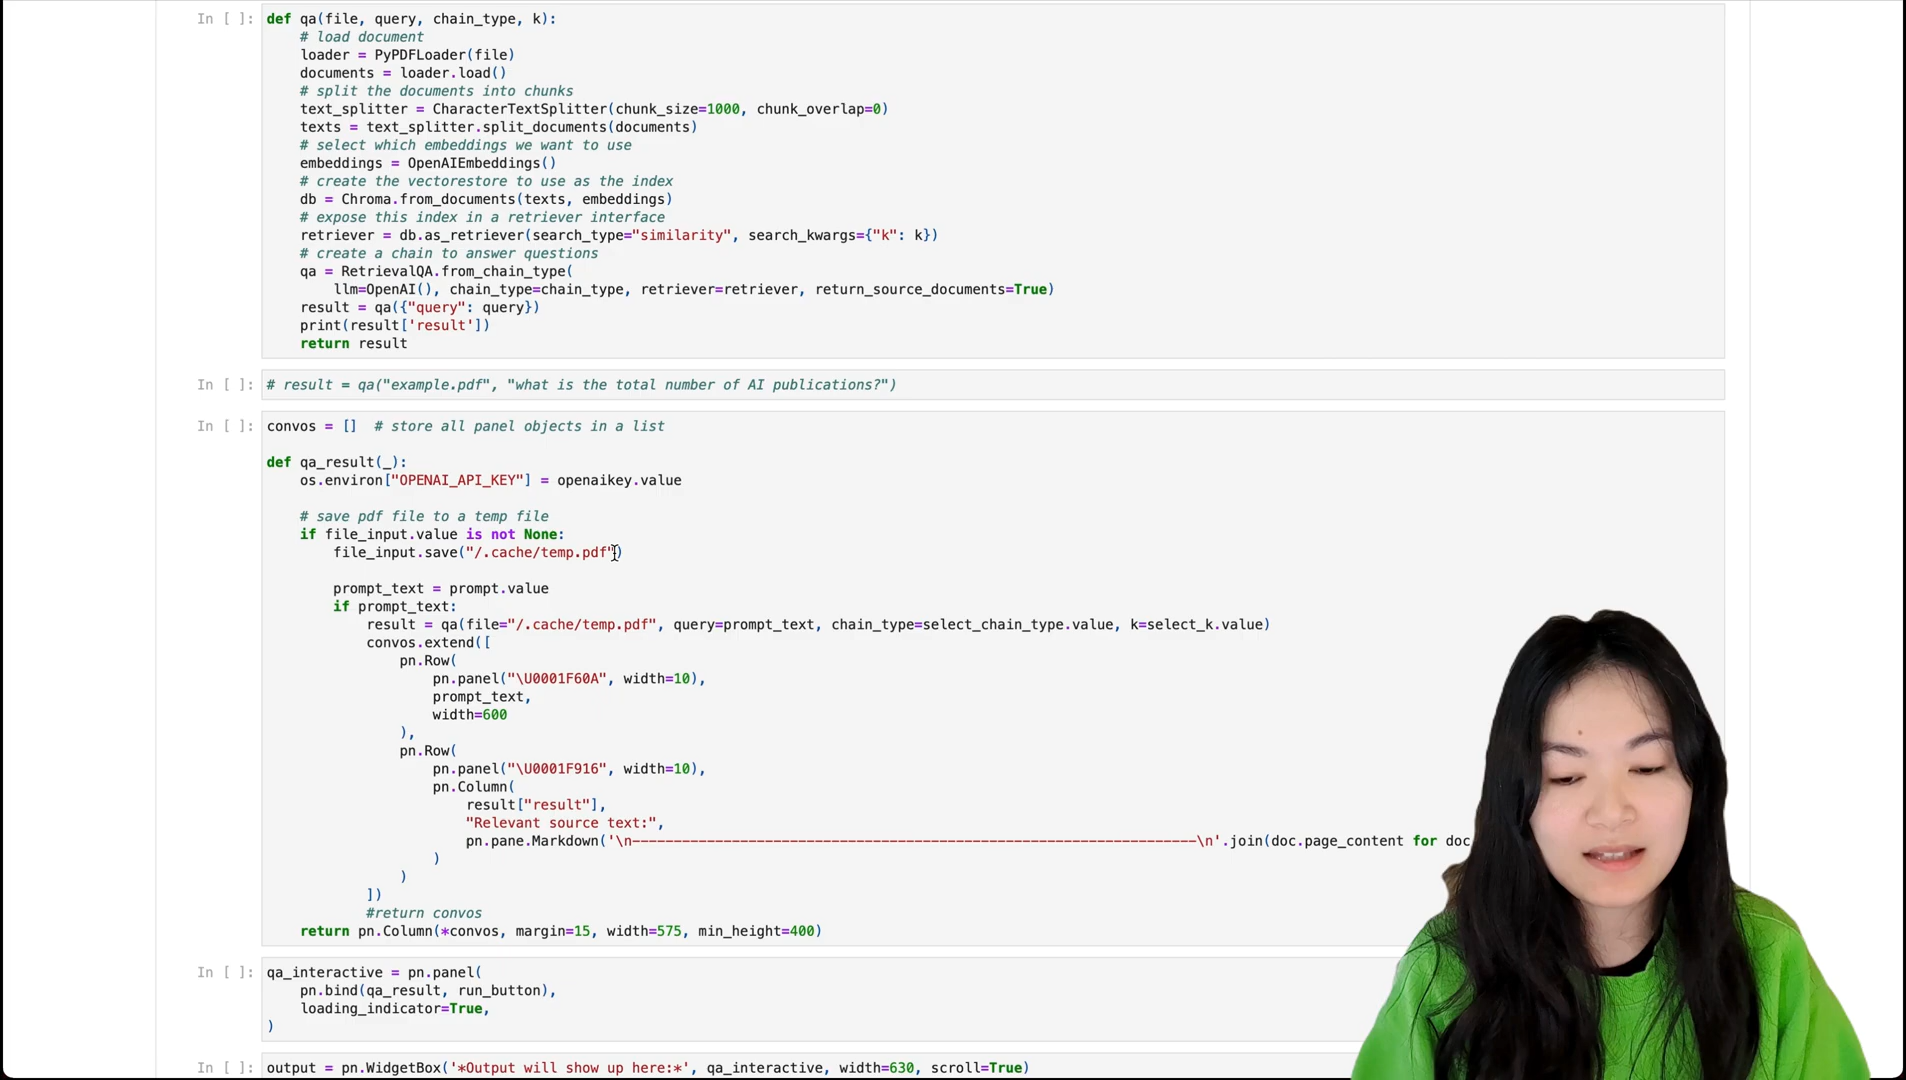 In [ ]: def qa(file, query, chain_type, k):
# load document
loader = PyPDFLoader(file)
documents = loader.load()
# split the documents into chunks
text_splitter = CharacterTextSplitter(chunk_size=1000, chunk_overlap=0)
texts = text_splitter.split_documents(documents)
# select which embeddings we want to use
embeddings = OpenAIEmbeddings()
# create the vectorestore to use as the index
db = Chroma.from_documents(texts, embeddings)
# expose this index in a retriever interface
retriever = db.as_retriever(search_type="similarity", search_kwargs={"k": k})
# create a chain to answer questions
qa = RetrievalQA.from_chain_type(
llm=OpenAI(), chain_type=chain_type, retriever=retriever, return_source_documents=True)
result = qa({"query": query})
print(result['result'])
return result
In [ ]: # result = qa("example.pdf", "what is the total number of AI publications?")
In [ ]: convos = []  # store all panel objects in a list
def qa_result(_):
os.environ["OPENAI_API_KEY"] = openaikey.value
# save pdf file to a temp file
if file_input.value is not None:
file_input.save("/.cache/temp.pdf")
prompt_text = prompt.value
if prompt_text:
result = qa(file="/.cache/temp.pdf", query=prompt_text, chain_type=select_chain_type.value, k=select_k.value)
convos.extend([
pn.Row(
pn.panel("\U0001F60A", width=10),
prompt_text,
width=600
),
pn.Row(
pn.panel("\U0001F916", width=10),
pn.Column(
result["result"],
"Relevant source text:",
pn.pane.Markdown('\n--------------------------------------------------------------------\n'.join(doc.page_content for doc
)
)
])
#return convos
return pn.Column(*convos, margin=15, width=575, min_height=400)
In [ ]: qa_interactive = pn.panel(
pn.bind(qa_result, run_button),
loading_indicator=True,
)
In [ ]: output = pn.WidgetBox('*Output will show up here:*', qa_interactive, width=630, scroll=True)